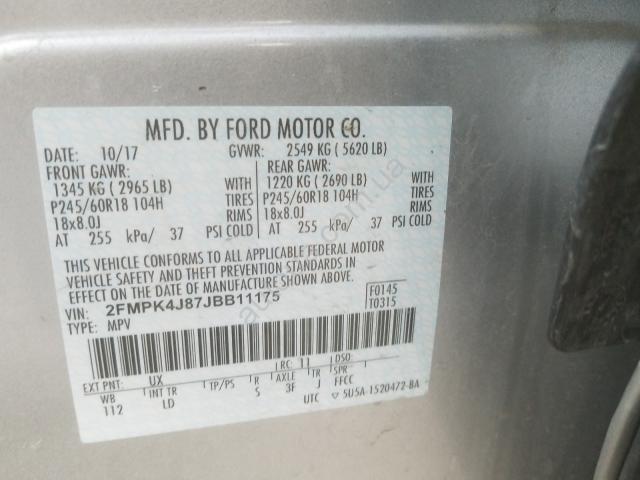 MFD. BY FORD MOTOR CO.
DATE: 10/17 GVWR: 2549 KG ( 5620 LB)
FRONT GAWR: REAR GAWR:
1345 KG ( 2965 LB) WITH 1220 KG ( 2690 LB) WITH
P245/60R18 104H TIRES P245/60R18 104H TIRES
18x8.0J RIMS 18x8.0J RIMS
AT 255 kPa/ 37 PSI COLD AT 255 kPa/ 37 PSI COLD
THIS VEHICLE CONFORMS TO ALL APPLICABLE FEDERAL MOTOR
VEHICLE SAFETY AND THEFT PREVENTION STANDARDS IN
EFFECT ON THE DATE OF MANUFACTURE SHOWN ABOVE.
VIN: 2FMPK4J87JBB11175 F0145
TYPE: MPV T0315
EXT PNT: UX RC: 11 DSO:
WB INT TR TP/PS R AXLE TR SPR
112 LD S 3F J FFCC
UTC 5U5A-1520472-BA